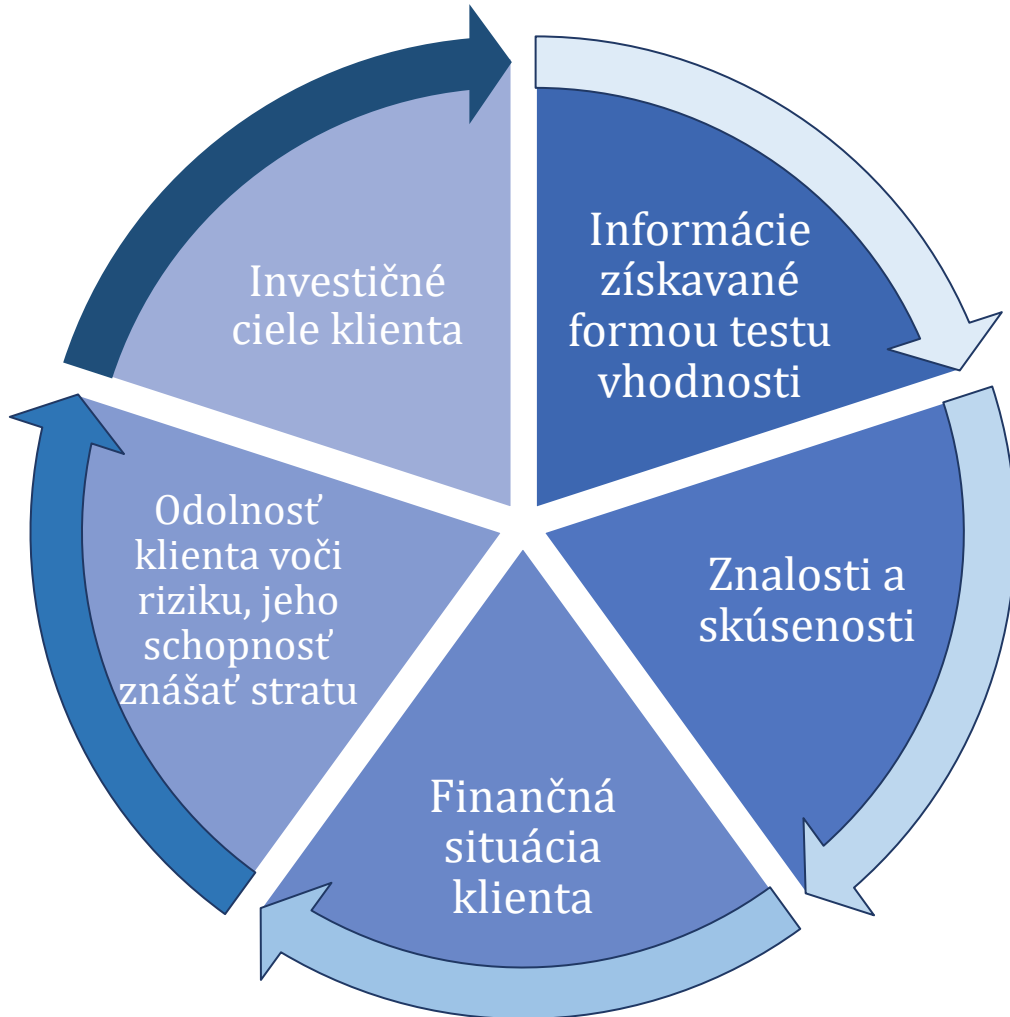 Informácie
získavané
formou testu
vhodnosti
Znalosti a
skúsenosti
Finančná
situácia
klienta
Odolnosť
klienta voči
riziku, jeho
schopnosť
znášať stratu
Investičné
ciele klienta